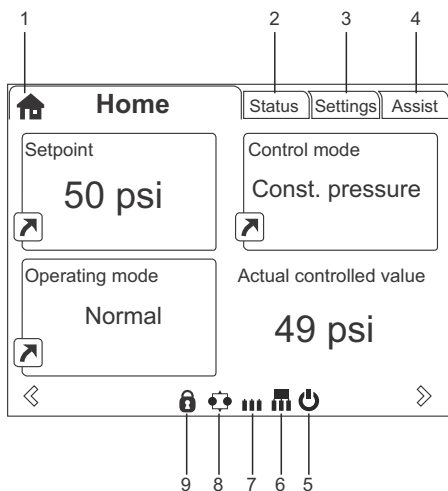 1 2 3 4
Home Status Settings Assist
Setpoint
50 psi
Control mode
Const. pressure
Operating mode
Normal
Actual controlled value
49 psi
9 8 7 6 5